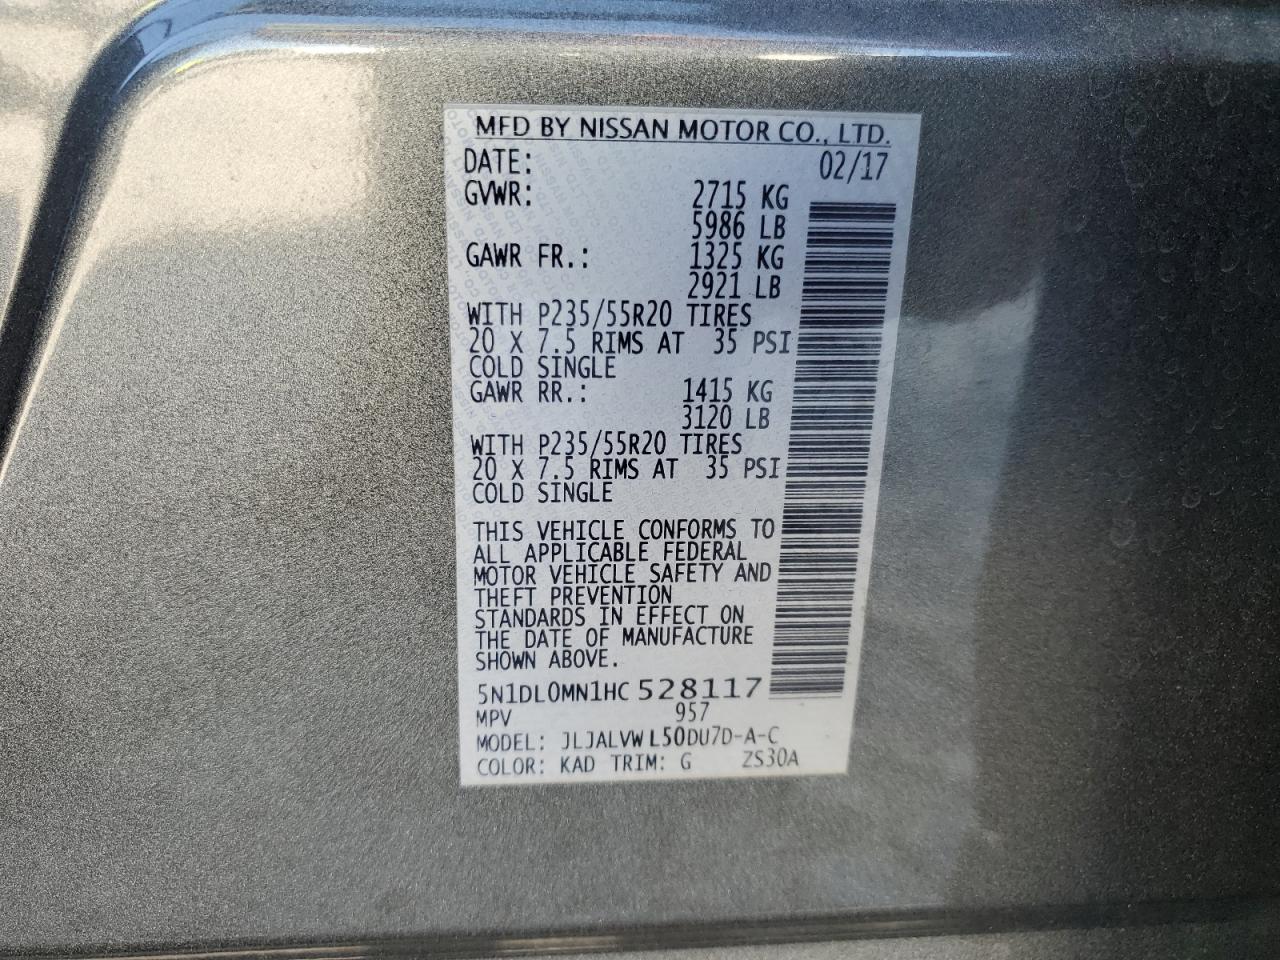 MFD BY NISSAN MOTOR CO., LTD.
DATE: 02/17
GVWR: 2715 KG
5986 LB
GAWR FR.: 1325 KG
2921 LB
WITH P235/55R20 TIRES
20 X 7.5 RIMS AT 35 PSI
COLD SINGLE
GAWR RR.: 1415 KG
3120 LB
WITH P235/55R20 TIRES
20 X 7.5 RIMS AT 35 PSI
COLD SINGLE
THIS VEHICLE CONFORMS TO
ALL APPLICABLE FEDERAL
MOTOR VEHICLE SAFETY AND
THEFT PREVENTION
STANDARDS IN EFFECT ON
THE DATE OF MANUFACTURE
SHOWN ABOVE.
5N1DL0MN1HC 528117
MPV 957
MODEL: JLJALVW L50DU7D-A-C
COLOR: KAD TRIM: G ZS30A